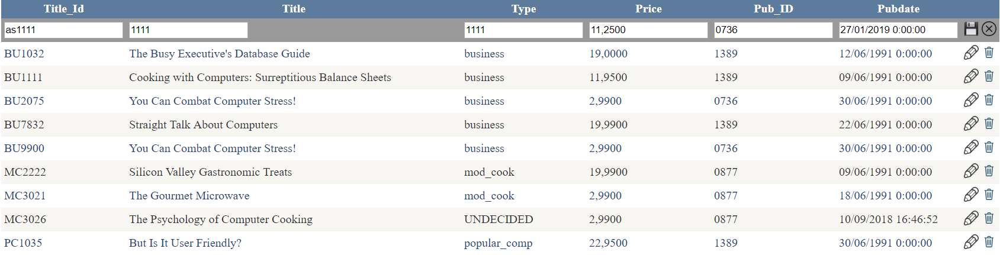 Title_Id Title Type Price Pub_ID Pubdate
as1111 1111 1111 11,2500 0736 27/01/2019 0:00:00
BU1032 The Busy Executive's Database Guide business 19,0000 1389 12/06/1991 0:00:00
BU1111 Cooking with Computers: Surreptitious Balance Sheets business 11,9500 1389 09/06/1991 0:00:00
BU2075 You Can Combat Computer Stress! business 2,9900 0736 30/06/1991 0:00:00
BU7832 Straight Talk About Computers business 19,9900 1389 22/06/1991 0:00:00
BU9900 You Can Combat Computer Stress! business 2,9900 0736 30/06/1991 0:00:00
MC2222 Silicon Valley Gastronomic Treats mod_cook 19,9900 0877 09/06/1991 0:00:00
MC3021 The Gourmet Microwave mod_cook 2,9900 0877 18/06/1991 0:00:00
MC3026 The Psychology of Computer Cooking UNDECIDED 2,9900 0877 10/09/2018 16:46:52
PC1035 But Is It User Friendly? popular_comp 22,9500 1389 30/06/1991 0:00:00